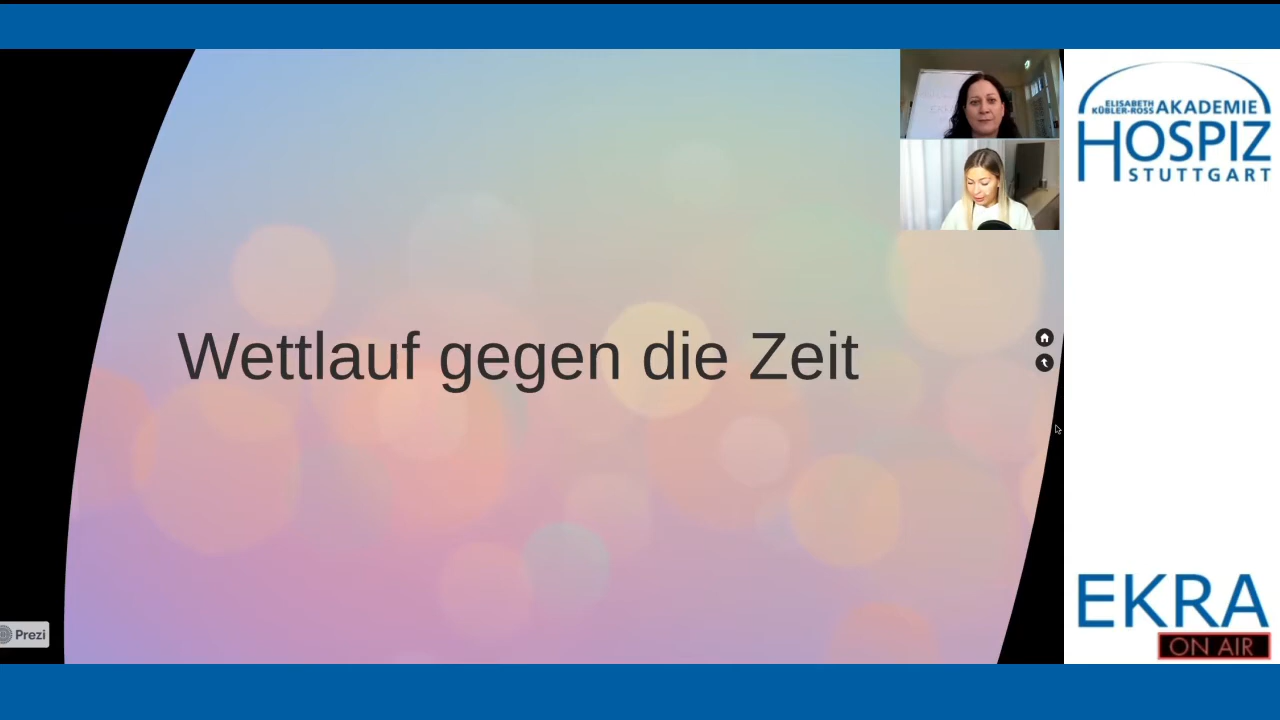 ELISABETH
KÜBLER-ROSS AKADEMIE
HOSPIZ
STUTTGART
Wettlauf gegen die Zeit
Prezi
EKRA
ON AIR